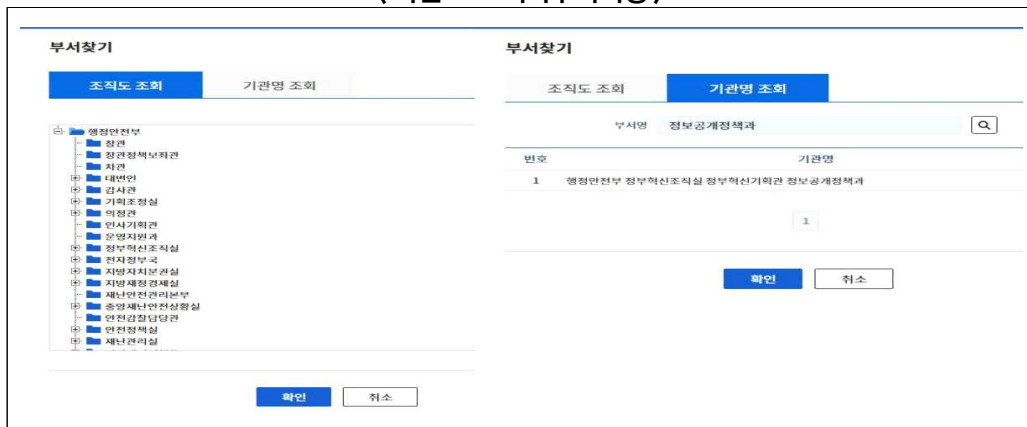 부서찾기
조직도 조회
기관명 조회
행정안전부
장관
장관정책보좌관
차관
대변인
감사관
기획조정실
의정관
인사기획관
운영지원과
정부혁신조직실
전자정부국
지방자치분권실
지방재정경제실
재난안전관리본부
중앙재난안전상황실
안전감찰담당관
안전정책실
재난관리실
확인
취소
부서찾기
조직도 조회
기관명 조회
부서명 정보공개정책과
번호 기관명
1 행정안전부 정부혁신조직실 정부혁신기획관 정보공개정책과
1
확인
취소